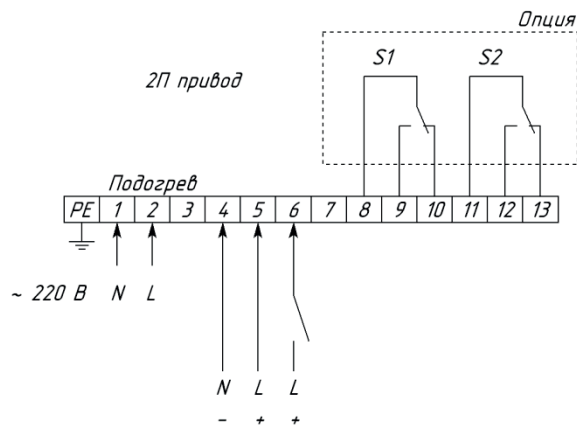 Опция
S1 S2
2П привод
Подогрев
PE 1 2 3 4 5 6 7 8 9 10 11 12 13
~ 220 В N L
N L L
- + +